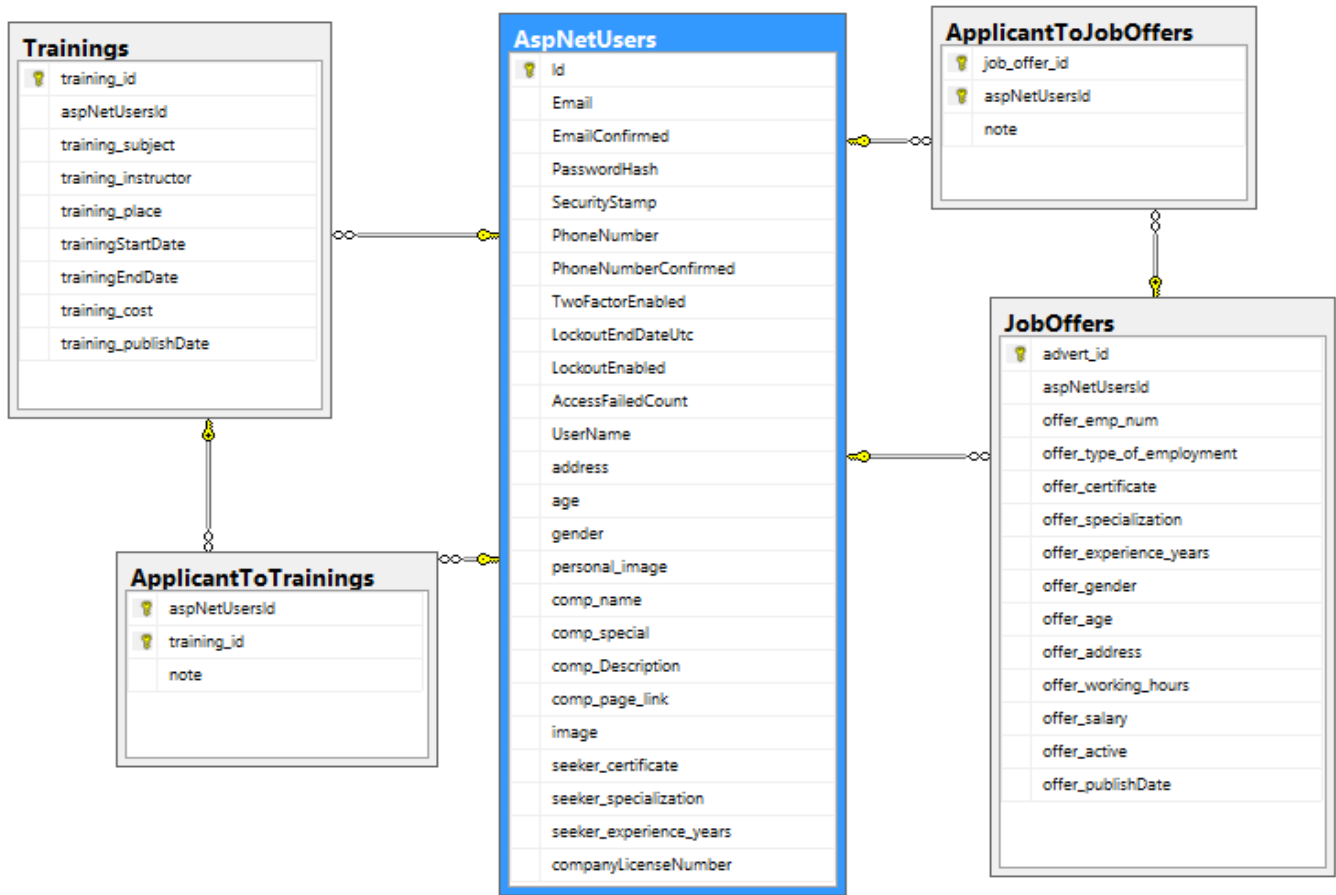 Trainings
training_id
aspNetUsersId
training_subject
training_instructor
training_place
trainingStartDate
trainingEndDate
training_cost
training_publishDate
ApplicantToTrainings
aspNetUsersId
training_id
note
AspNetUsers
Id
Email
EmailConfirmed
PasswordHash
SecurityStamp
PhoneNumber
PhoneNumberConfirmed
TwoFactorEnabled
LockoutEndDateUtc
LockoutEnabled
AccessFailedCount
UserName
address
age
gender
personal_image
comp_name
comp_special
comp_Description
comp_page_link
image
seeker_certificate
seeker_specialization
seeker_experience_years
companyLicenseNumber
ApplicantToJobOffers
job_offer_id
aspNetUsersId
note
JobOffers
advert_id
aspNetUsersId
offer_emp_num
offer_type_of_employment
offer_certificate
offer_specialization
offer_experience_years
offer_gender
offer_age
offer_address
offer_working_hours
offer_salary
offer_active
offer_publishDate